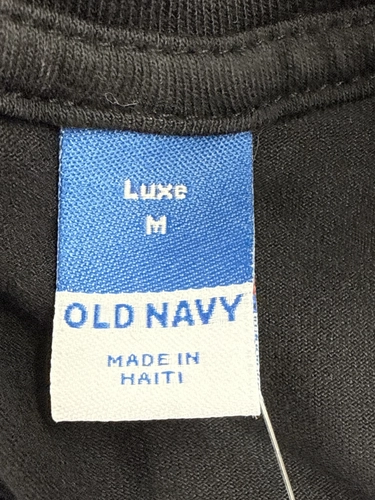 Luxe
M
OLD NAVY
MADE IN
HAITI